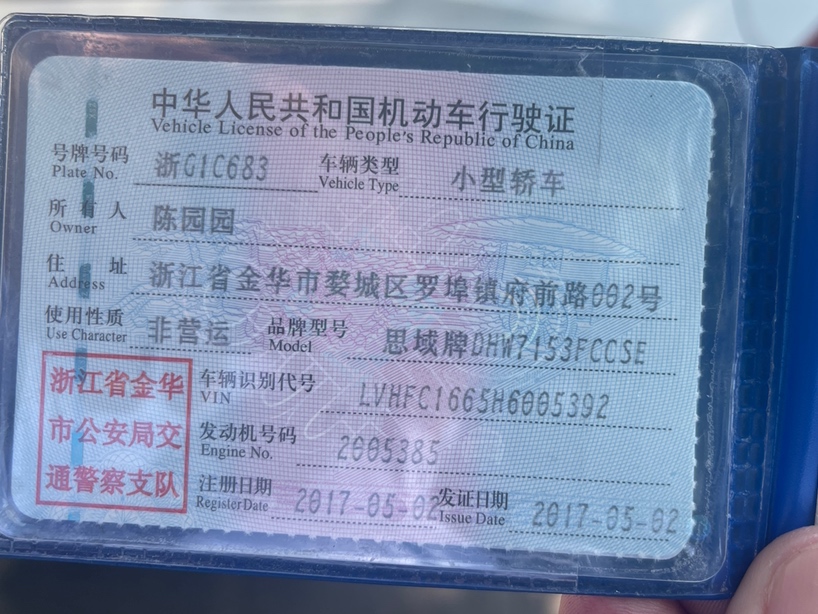 中华人民共和国机动车行驶证
Vehicle License of the People's Republic of China
号牌号码 浙G1C683 车辆类型 小型轿车
Plate No. Vehicle Type
所有人 陈园园
Owner
住址 浙江省金华市婺城区罗埠镇府前路002号
Address
使用性质 非营运 品牌型号 思域牌DHW7153FCCSE
Use Character Model
浙江省金华 车辆识别代号 LVHFC1665H6005392
VIN
市公安局交 发动机号码 2005385
Engine No.
通警察支队 注册日期 2017-05-02 发证日期 2017-05-02
Register Date Issue Date